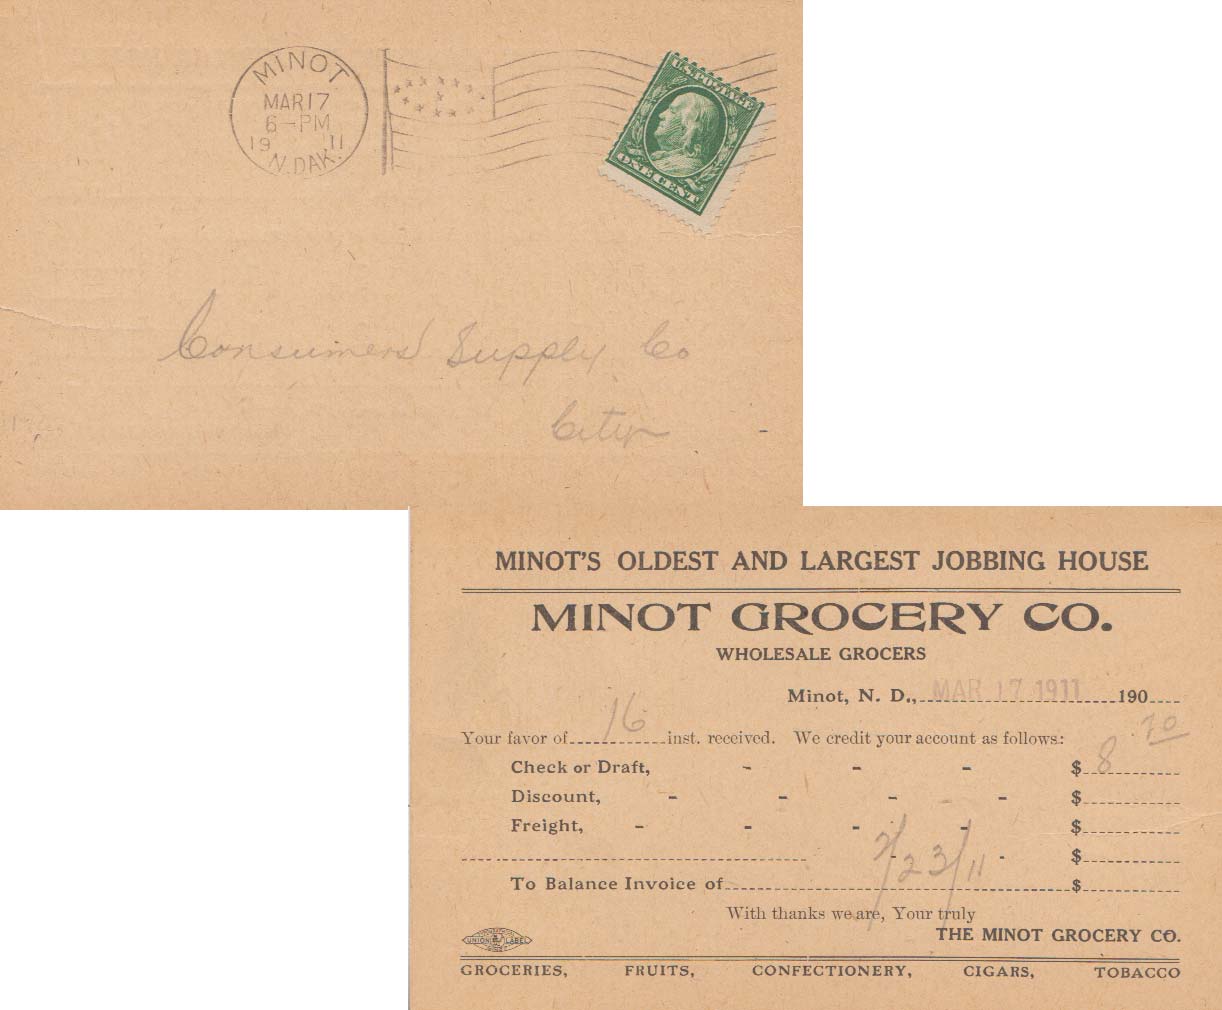 MINOT
MAR 17
6-PM
19 11
N.DAK.
U.S. POSTAGE
ONE CENT
Consumers Supply Co
City
MINOT'S OLDEST AND LARGEST JOBBING HOUSE
MINOT GROCERY CO.
WHOLESALE GROCERS
Minot, N. D., MAR 17 1911 190
Your favor of 16 inst. received. We credit your account as follows:
Check or Draft, - - - $ 8 70
Discount, - - - - $
Freight, - - - - $
- - $
To Balance Invoice of 2/23/11 $
With thanks we are, Your truly
THE MINOT GROCERY CO.
UNION LABEL
GROCERIES, FRUITS, CONFECTIONERY, CIGARS, TOBACCO